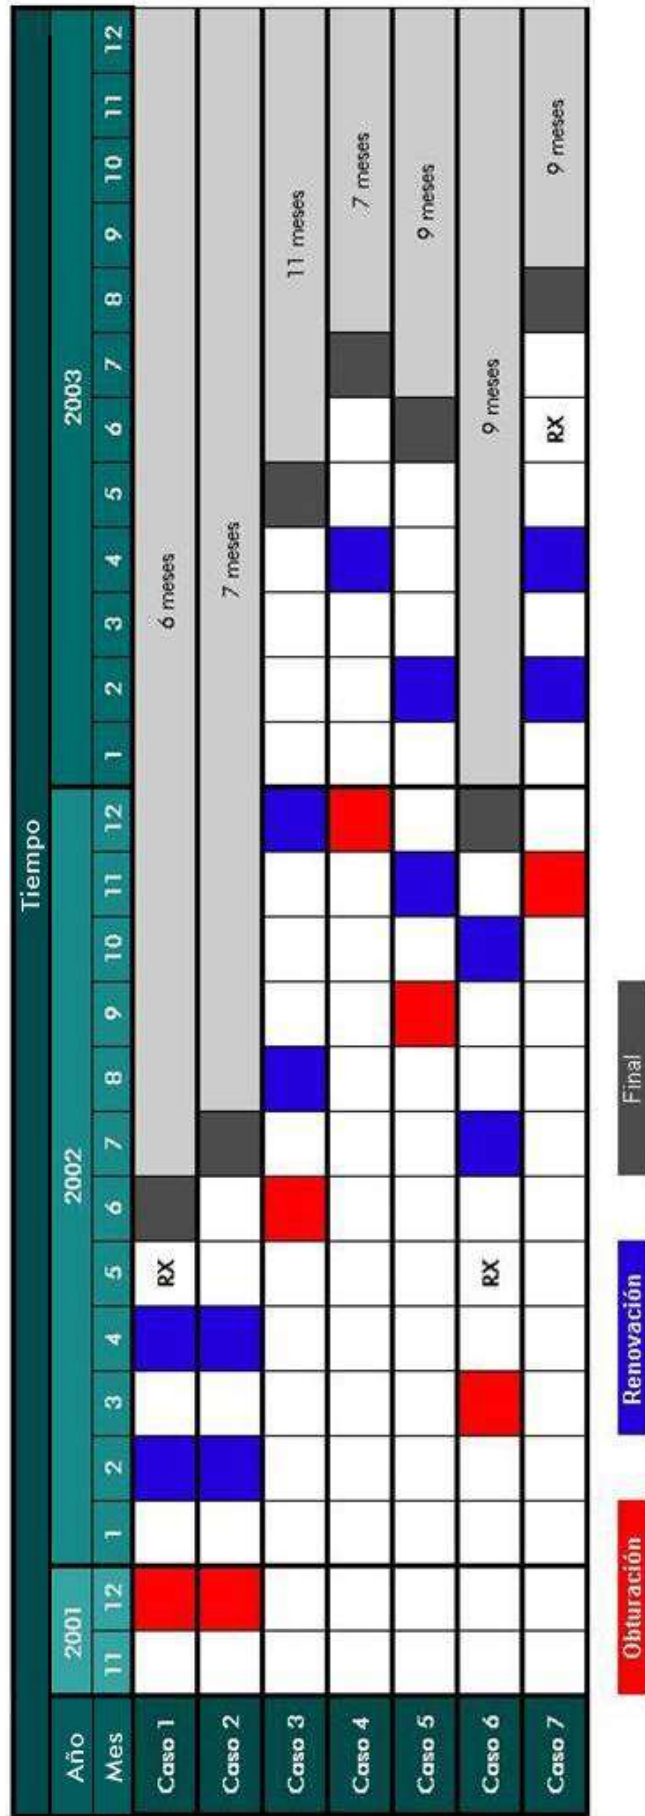 Tiempo
Año 2001 2002 2003
Mes 11 12 1 2 3 4 5 6 7 8 9 10 11 12 1 2 3 4 5 6 7 8 9 10 11 12
Caso 1 RX 6 meses
Caso 2 7 meses
Caso 3 11 meses
Caso 4 7 meses
Caso 5 9 meses
Caso 6 RX 9 meses
Caso 7 RX 9 meses
Obturación Renovación Final